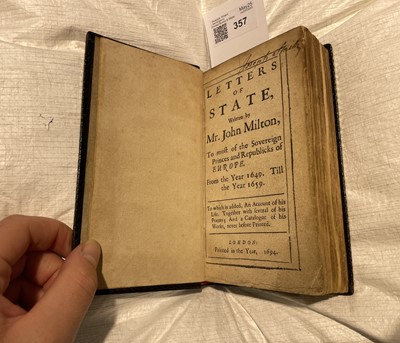 357
LETTERS
OF
STATE,
Written by
Mr. John Milton,
To most of the Sovereign
Princes and Republicks of
EUROPE.
From the Year 1649. Till
the Year 1659.
To which is added, An Account of his
Life. Together with several of his
Poems; And a Catalogue of his
Works, never before Printed.
LONDON:
Printed in the Year, 1694.